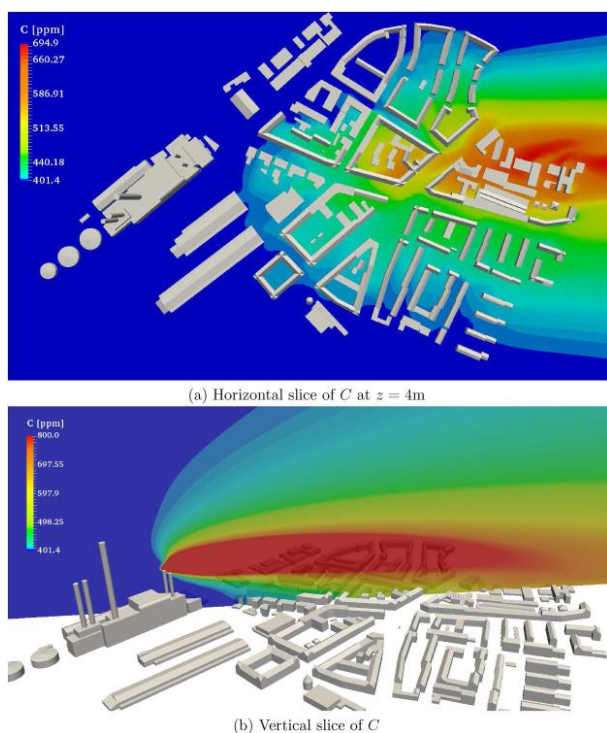 C [ppm]
694.9
660.27
586.91
513.55
440.18
401.4
(a) Horizontal slice of C at z = 4m
C [ppm]
800.0
697.55
597.9
498.25
401.4
(b) Vertical slice of C